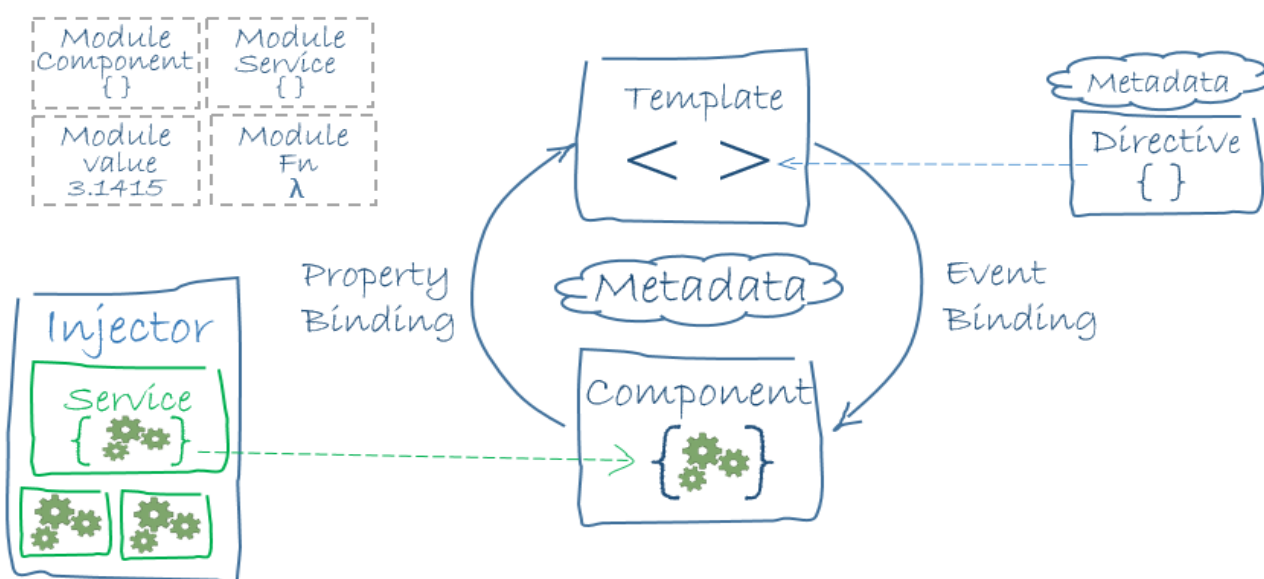 Module
Component
{ }
Module
Service
{ }
Module
value
3.1415
Module
Fn
λ
Template
< >
Metadata
Directive
{ }
Property
Binding
Metadata
Event
Binding
Injector
Service
{ }
Component
{ }